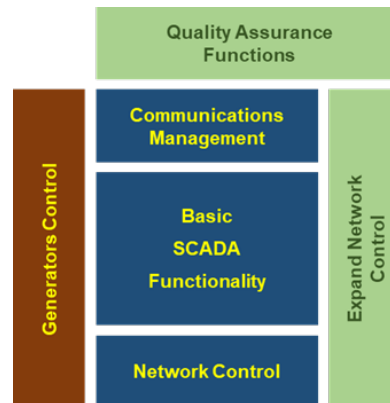 Quality Assurance
Functions
Communications
Management
Generators Control
Basic
SCADA
Functionality
Expand Network
Control
Network Control